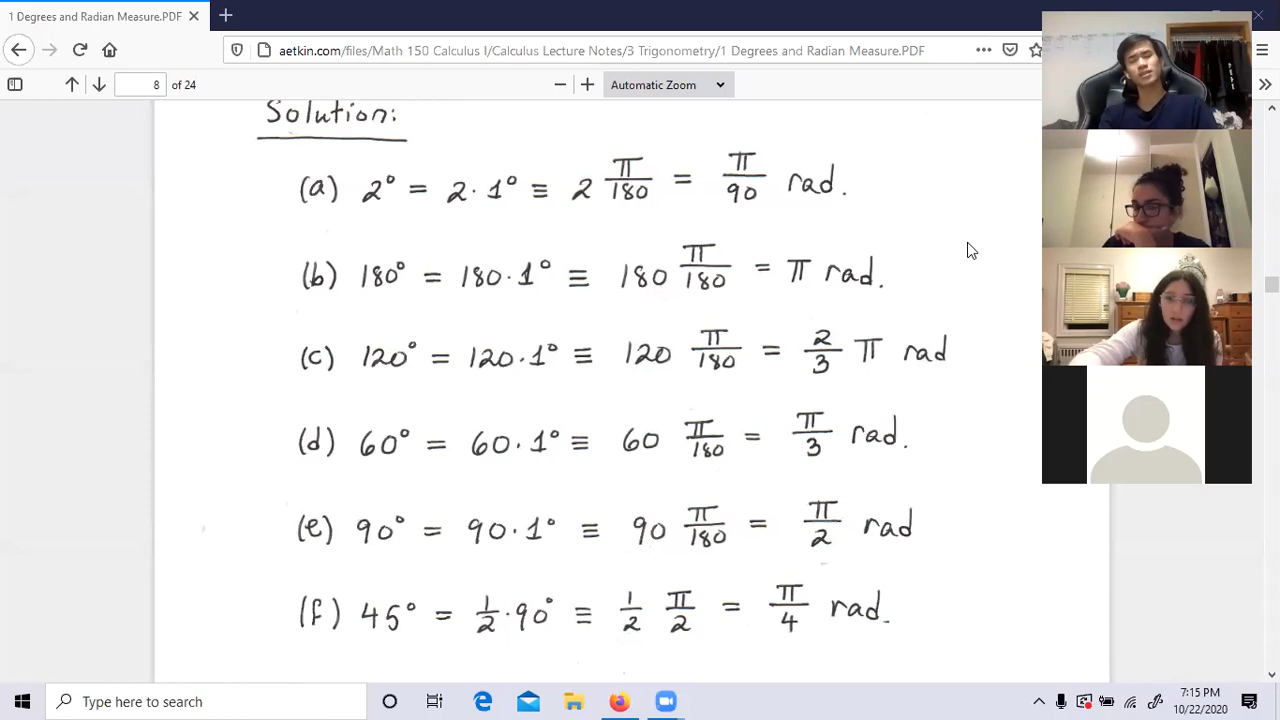 1 Degrees and Radian Measure.PDF
aetkin.com/files/Math 150 Calculus I/Calculus Lecture Notes/3 Trigonometry/1 Degrees and Radian Measure.PDF
8 of 24
Automatic Zoom
Solution:
(a) 2° = 2·1° ≡ 2 π/180 = π/90 rad.
(b) 180° = 180·1° ≡ 180 π/180 = π rad.
(c) 120° = 120·1° ≡ 120 π/180 = 2/3 π rad
(d) 60° = 60·1° ≡ 60 π/180 = π/3 rad.
(e) 90° = 90·1° ≡ 90 π/180 = π/2 rad
(f) 45° = 1/2·90° ≡ 1/2 π/2 = π/4 rad.
Type here to search
7:15 PM
10/22/2020